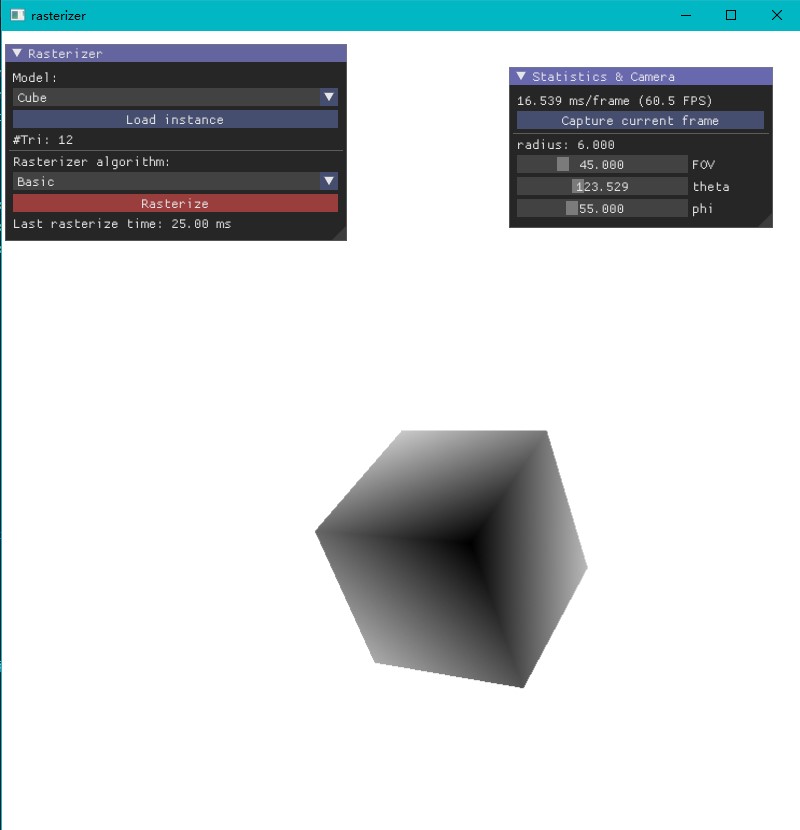 rasterizer
Rasterizer
Model:
Cube
Load instance
#Tri: 12
Rasterizer algorithm:
Basic
Rasterize
Last rasterize time: 25.00 ms
Statistics & Camera
16.539 ms/frame (60.5 FPS)
Capture current frame
radius: 6.000
45.000 FOV
123.529 theta
55.000 phi